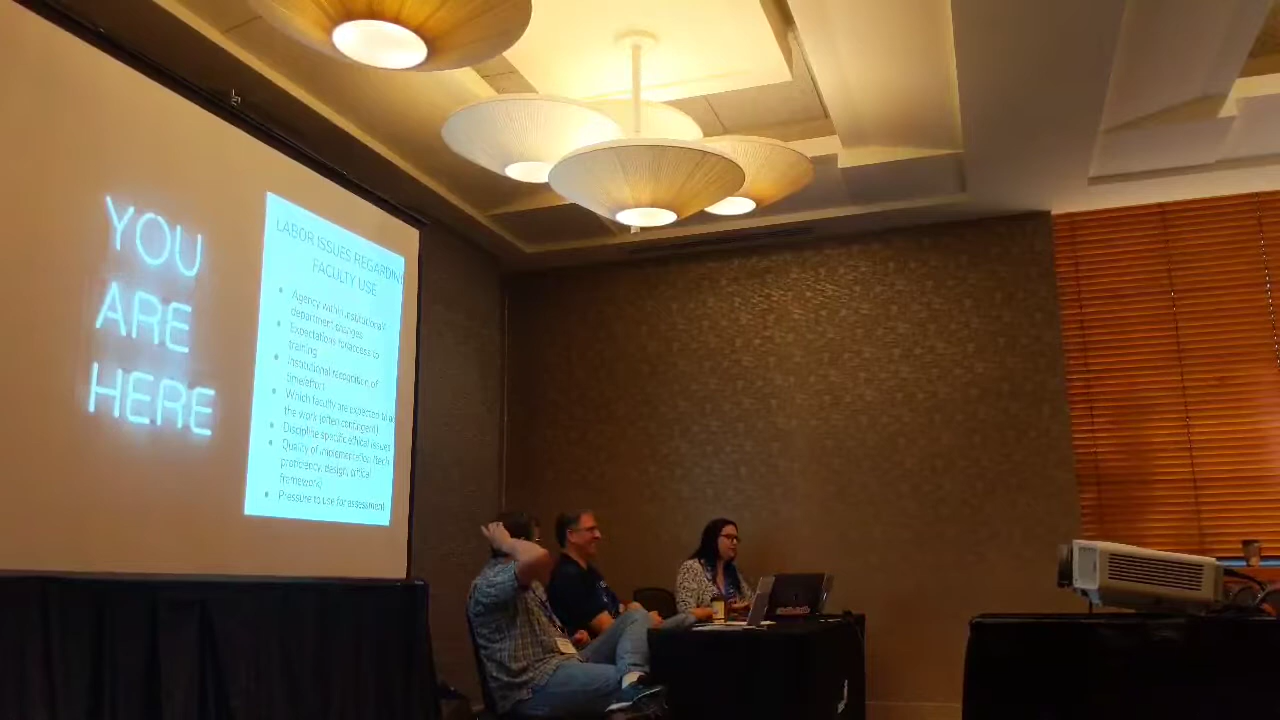 YOU
ARE
HERE
LABOR ISSUES REGARDING
FACULTY USE
• Agency within institutional/
department changes
• Expectations for access to
training
• Institutional recognition of
time/effort
• Which faculty are expected to do
the work (often contingent)
• Discipline specific ethical issues
• Quality of implementation (tech
proficiency, design, critical
framework)
• Pressure to use for assessment